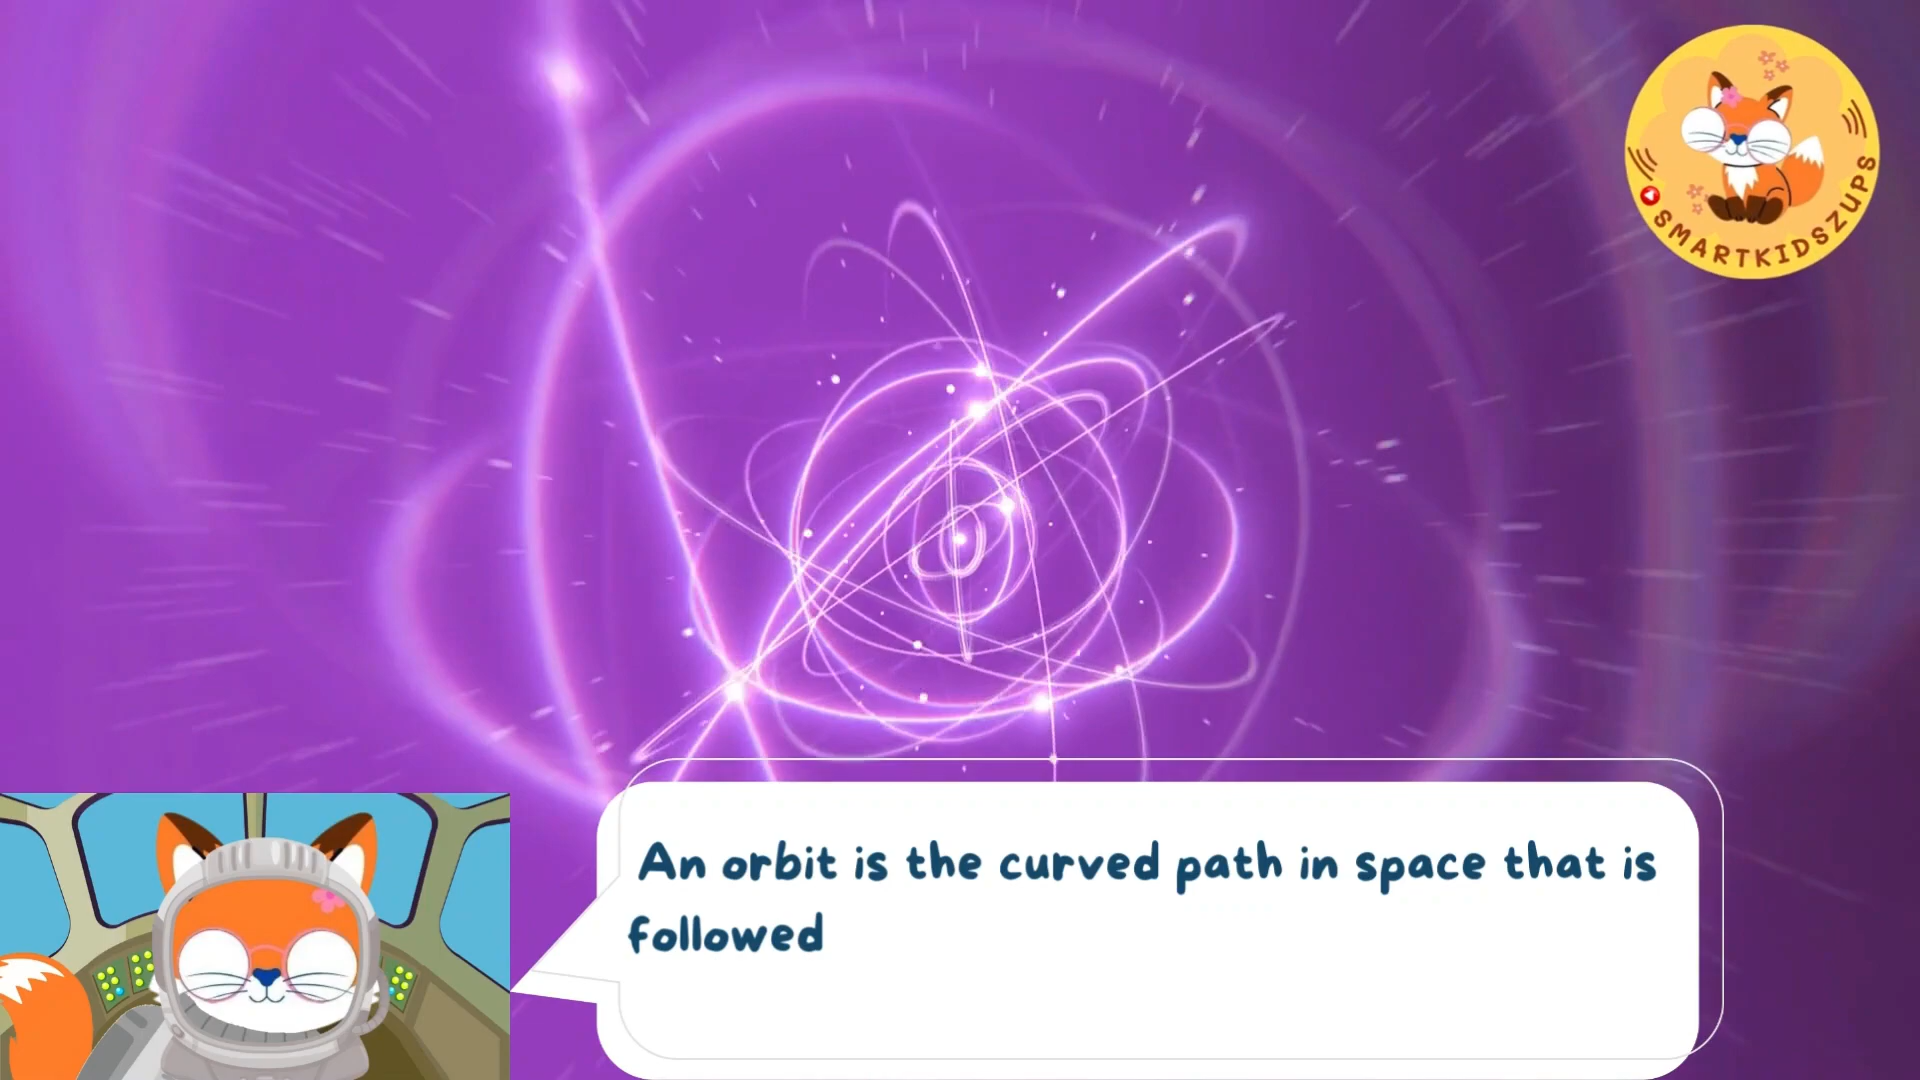 SMARTKIDSZUPS
An orbit is the curved path in space that is
followed